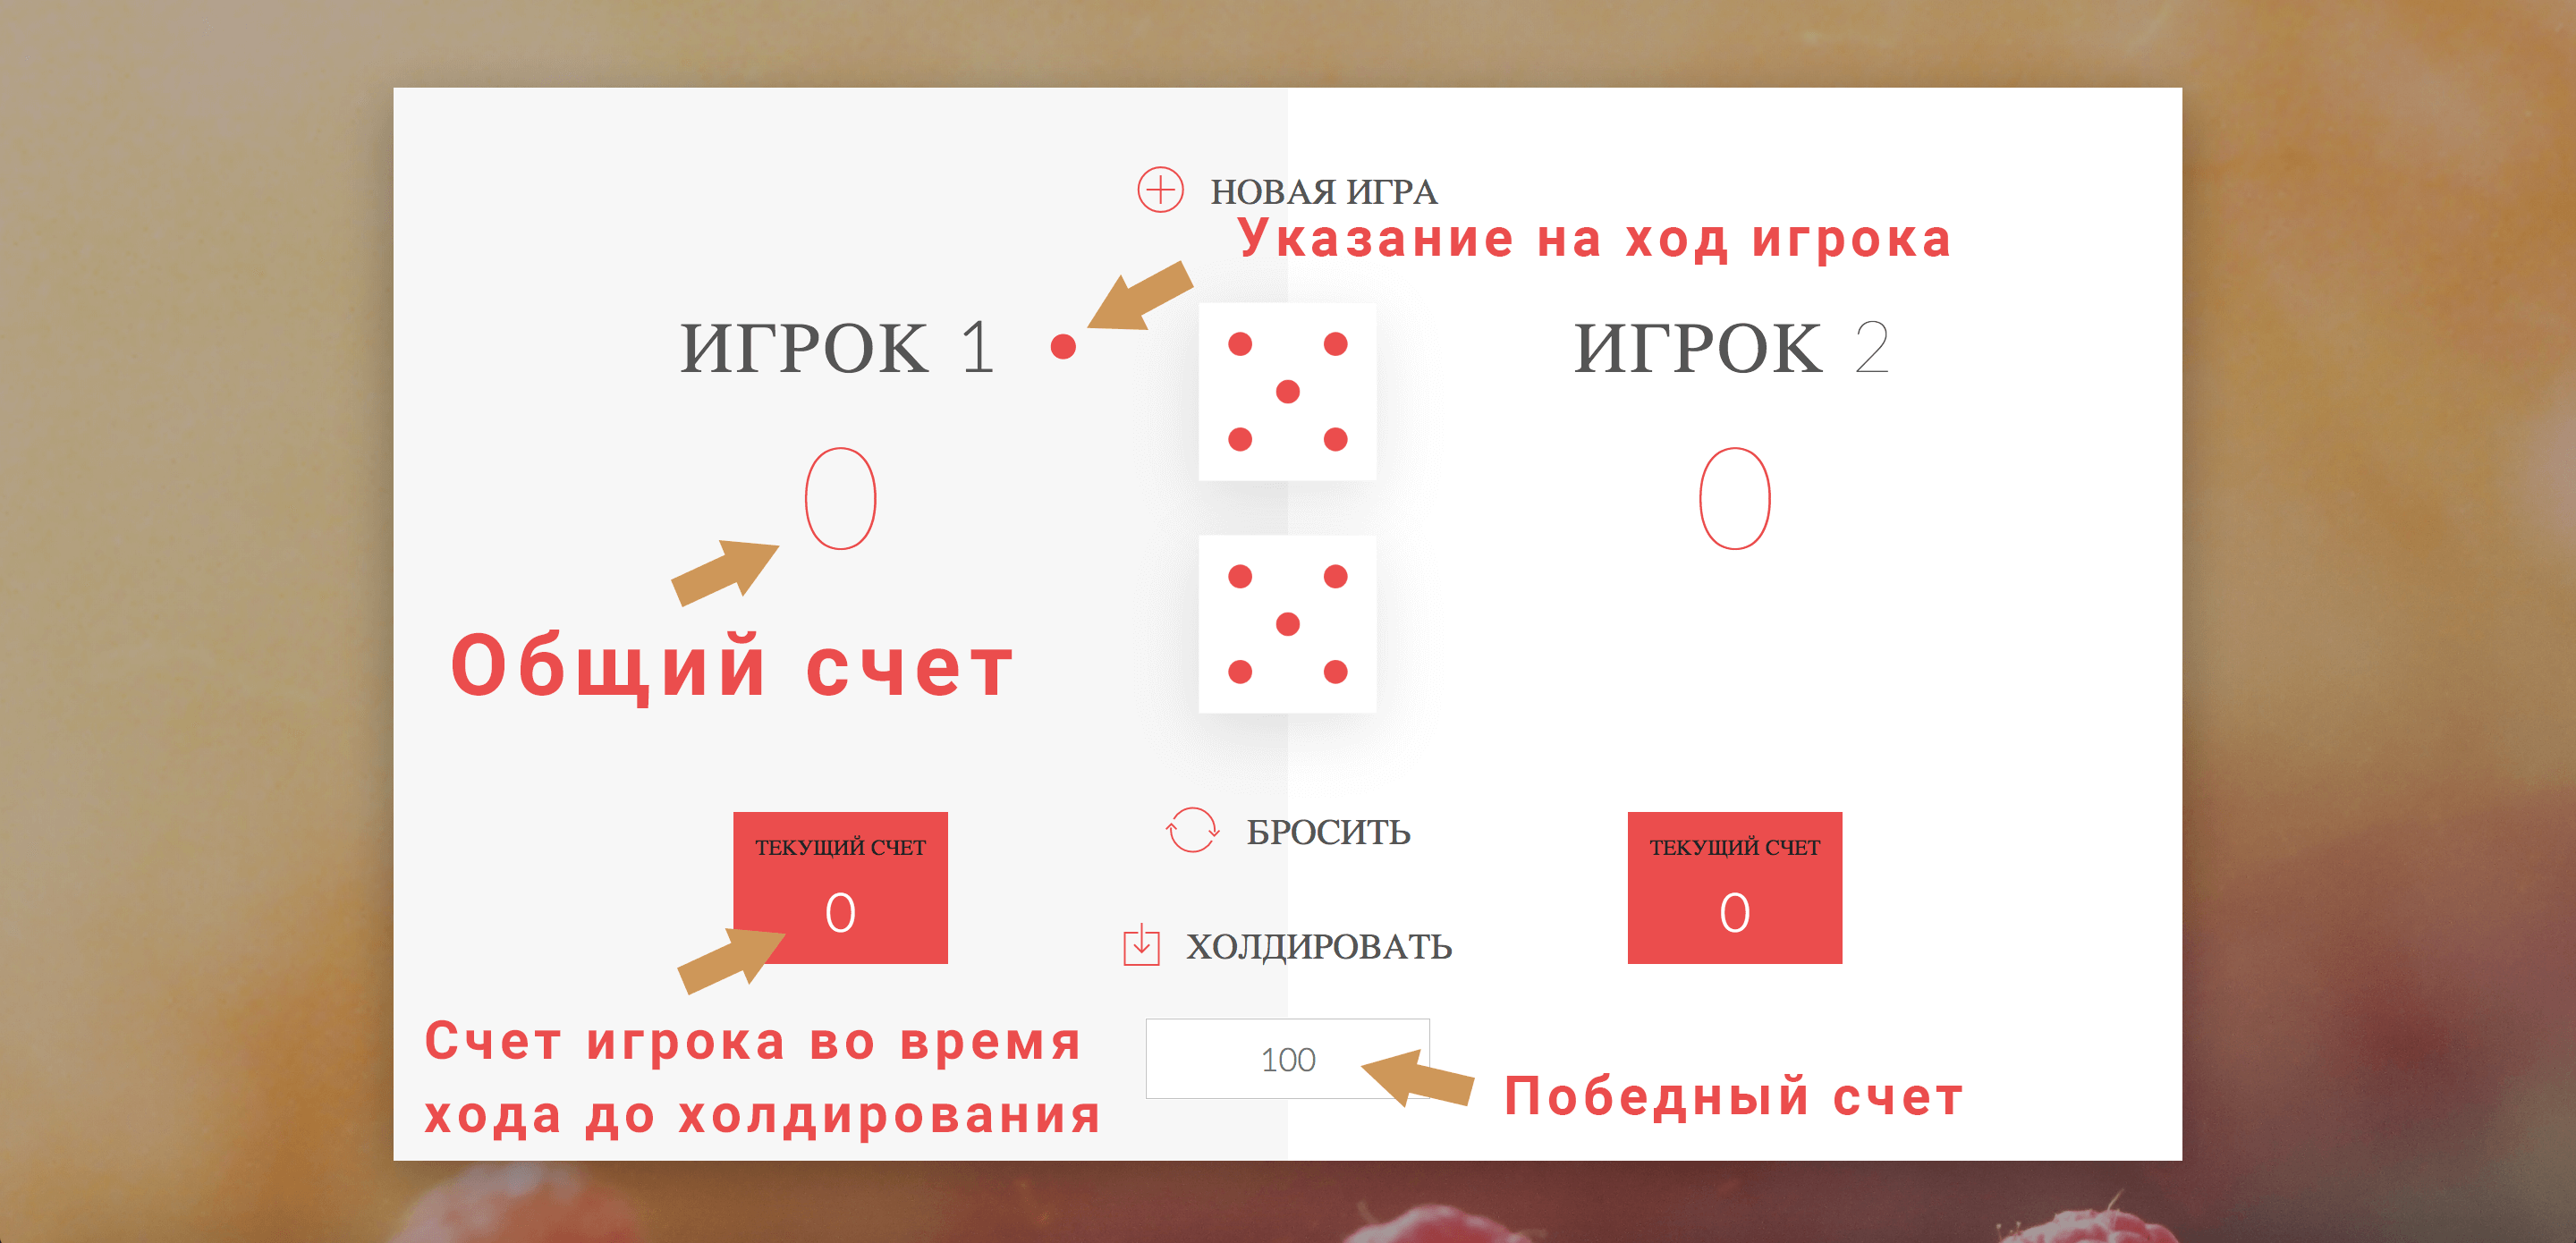 НОВАЯ ИГРА
Указание на ход игрока
ИГРОК 1
ИГРОК 2
0
0
Общий счет
ТЕКУЩИЙ СЧЕТ
0
БРОСИТЬ
ТЕКУЩИЙ СЧЕТ
0
ХОЛДИРОВАТЬ
Счет игрока во время
хода до холдирования
100
Победный счет